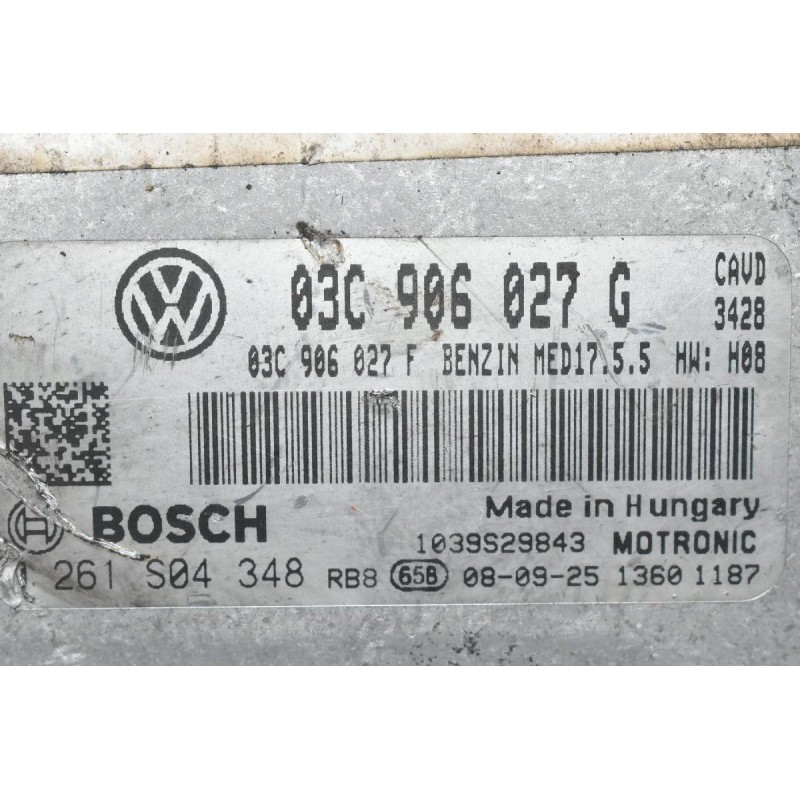 03C 906 027 G CAVD
3428
03C 906 027 F BENZIN MED17.5.5 HW: H08
BOSCH Made in Hungary
1039S29843 MOTRONIC
261 S04 348 RB8 65B 08-09-25 1360 1187